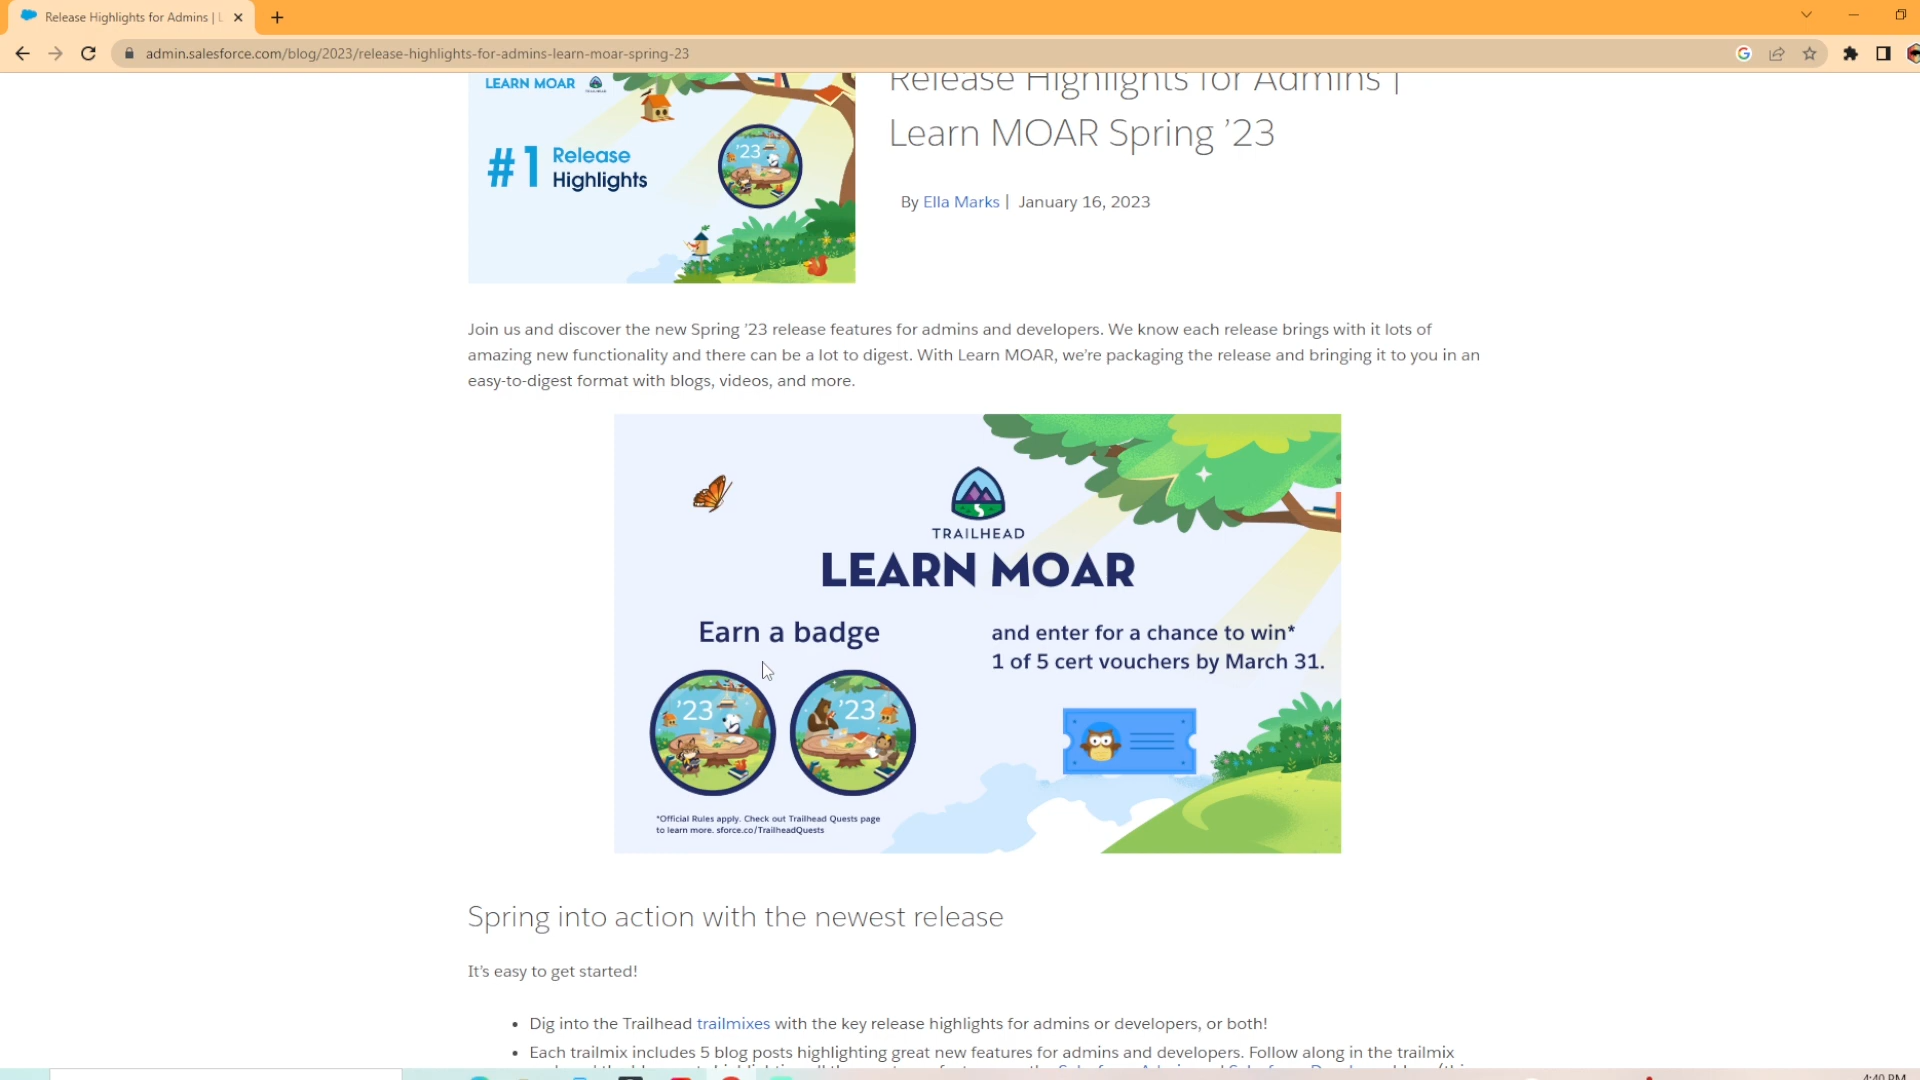 Release Highlights for Admins | L
admin.salesforce.com/blog/2023/release-highlights-for-admins-learn-moar-spring-23
LEARN MOAR
#1 Release
Highlights
'23
Release Highlights for Admins |
Learn MOAR Spring ’23
By Ella Marks | January 16, 2023
Join us and discover the new Spring ’23 release features for admins and developers. We know each release brings with it lots of
amazing new functionality and there can be a lot to digest. With Learn MOAR, we’re packaging the release and bringing it to you in an
easy-to-digest format with blogs, videos, and more.
TRAILHEAD
LEARN MOAR
Earn a badge
and enter for a chance to win*
1 of 5 cert vouchers by March 31.
'23
'23
*Official Rules apply. Check out Trailhead Quests page
to learn more. sforce.co/TrailheadQuests
Spring into action with the newest release
It’s easy to get started!
• Dig into the Trailhead trailmixes with the key release highlights for admins or developers, or both!
• Each trailmix includes 5 blog posts highlighting great new features for admins and developers. Follow along in the trailmix
4:40 PM